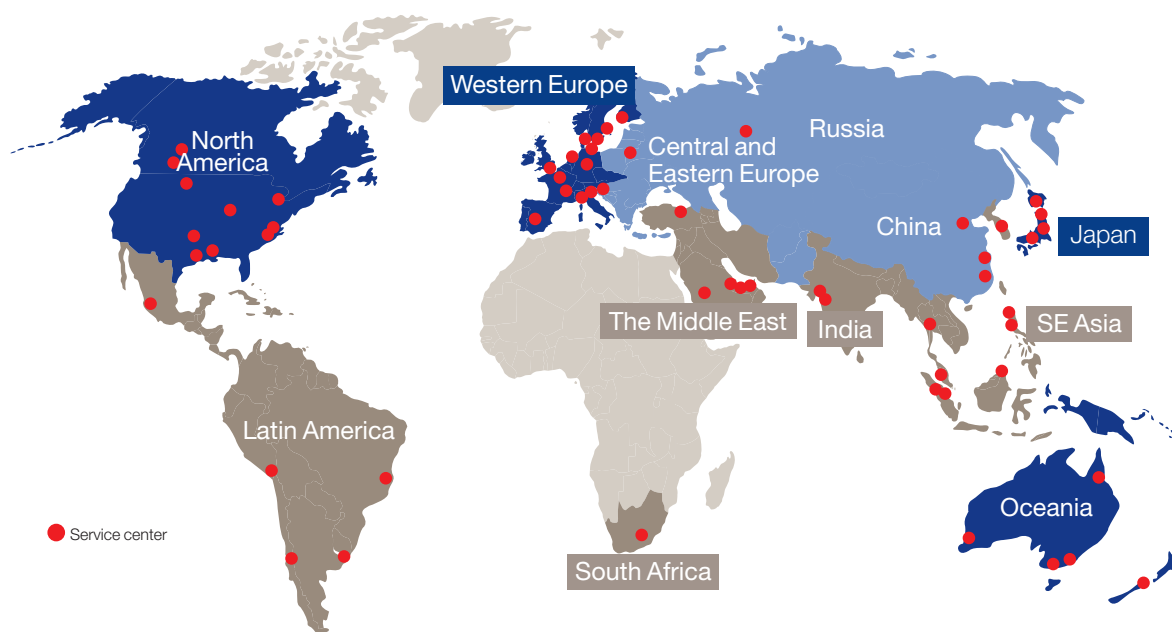 Western Europe
North
America
Russia
Central and
Eastern Europe
China
Japan
The Middle East
India
SE Asia
Latin America
Oceania
Service center
South Africa